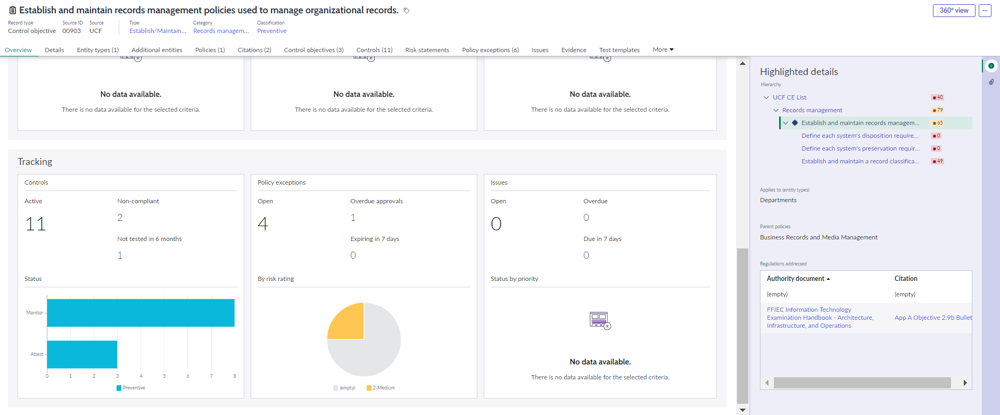 Establish and maintain records management policies used to manage organizational records.
360° view
Record type
Source ID
Source
Type
Category
Classification
Control objective
00903
UCF
Establish/Maintain...
Records managem...
Preventive
Overview
Details
Entity types (1)
Additional entities
Policies (1)
Citations (2)
Control objectives (3)
Controls (11)
Risk statements
Policy exceptions (6)
Issues
Evidence
Test templates
More
No data available.
There is no data available for the selected criteria.
No data available.
There is no data available for the selected criteria.
No data available.
There is no data available for the selected criteria.
Tracking
Controls
Active
Non-compliant
11
2
Not tested in 6 months
1
Status
Monitor
Attest
0 1 2 3 4 5 6 7 8
Preventive
Policy exceptions
Open
Overdue approvals
4
1
Expiring in 7 days
0
By risk rating
(empty)
2-Medium
Issues
Open
Overdue
0
0
Due in 7 days
0
Status by priority
No data available.
There is no data available for the selected criteria.
Highlighted details
Hierarchy
UCF CE List
40
Records management
79
Establish and maintain records managem...
65
Define each system's disposition require...
0
Define each system's preservation requir...
0
Establish and maintain a record classifica...
49
Applies to (entity types)
Departments
Parent policies
Business Records and Media Management
Regulations addressed
Authority document
Citation
(empty)
(empty)
FFIEC Information Technology
Examination Handbook - Architecture,
Infrastructure, and Operations
App A Objective 2:9b Bullet